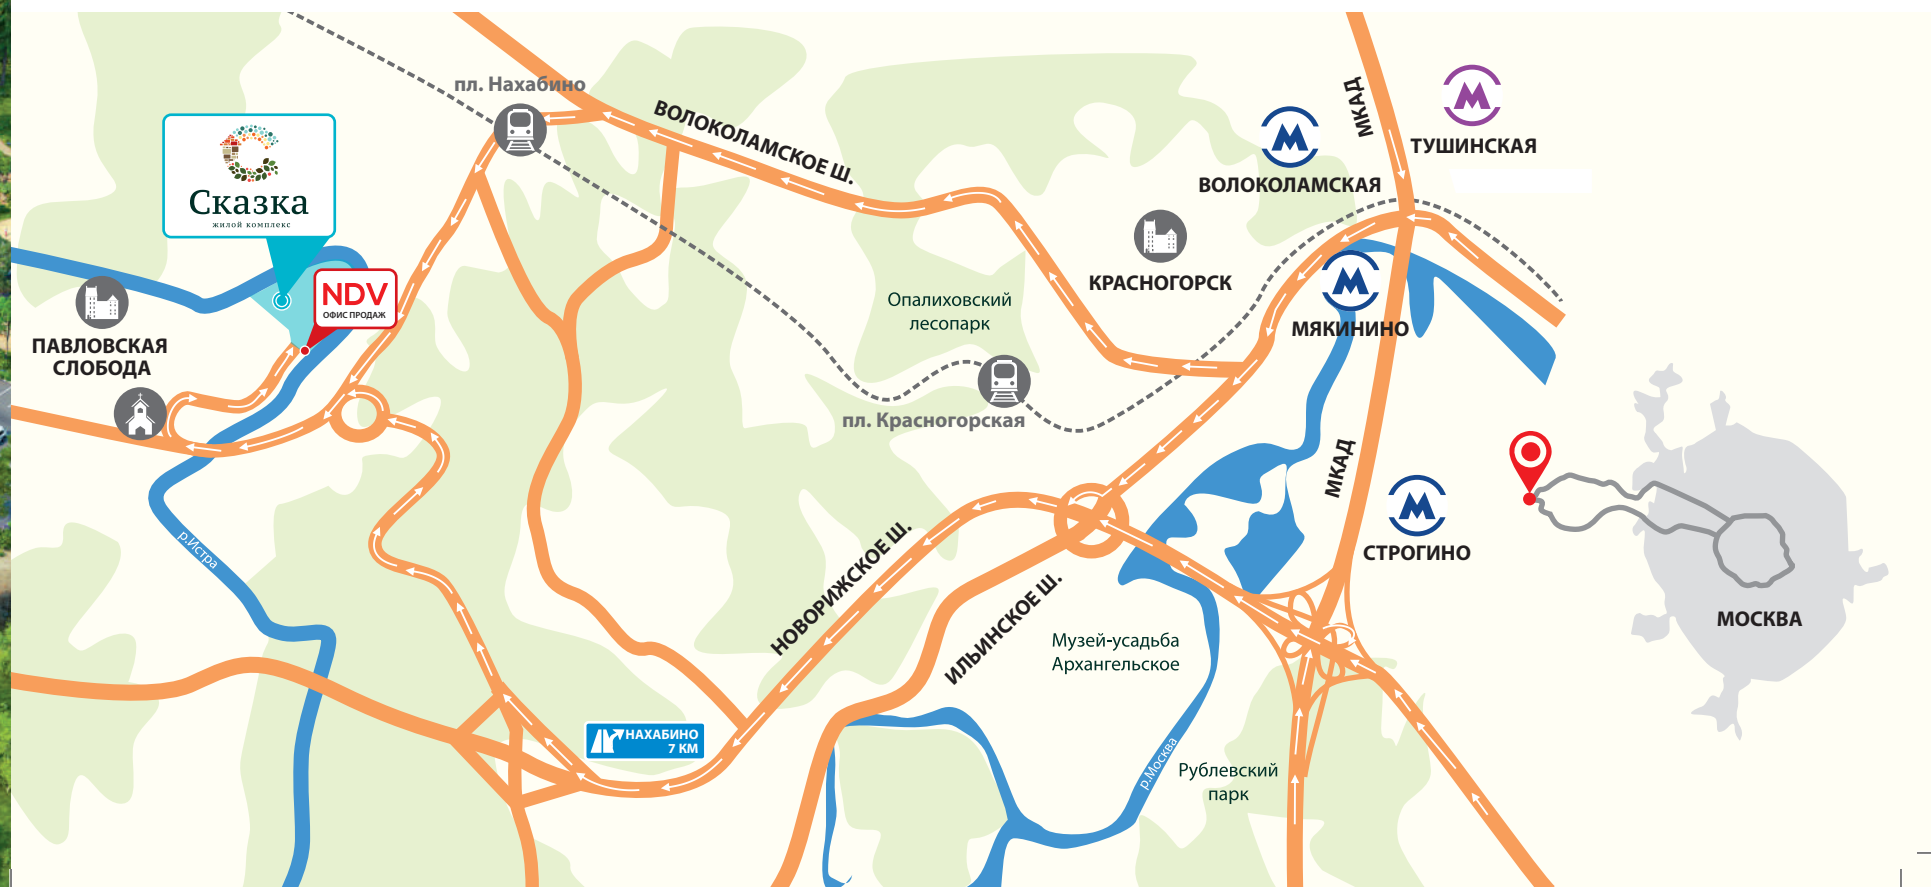 пл. Нахабино
ВОЛОКОЛАМСКОЕ Ш.
МКАД
ТУШИНСКАЯ
ВОЛОКОЛАМСКАЯ
Сказка
жилой комплекс
NDV
ОФИС ПРОДАЖ
КРАСНОГОРСК
Опалиховский
лесопарк
МЯКИНИНО
ПАВЛОВСКАЯ
СЛОБОДА
пл. Красногорская
МКАД
СТРОГИНО
р.Истра
НОВОРИЖСКОЕ Ш.
ИЛЬИНСКОЕ Ш.
МОСКВА
Музей-усадьба
Архангельское
НАХАБИНО
7 КМ
р.Москва
Рублевский
парк